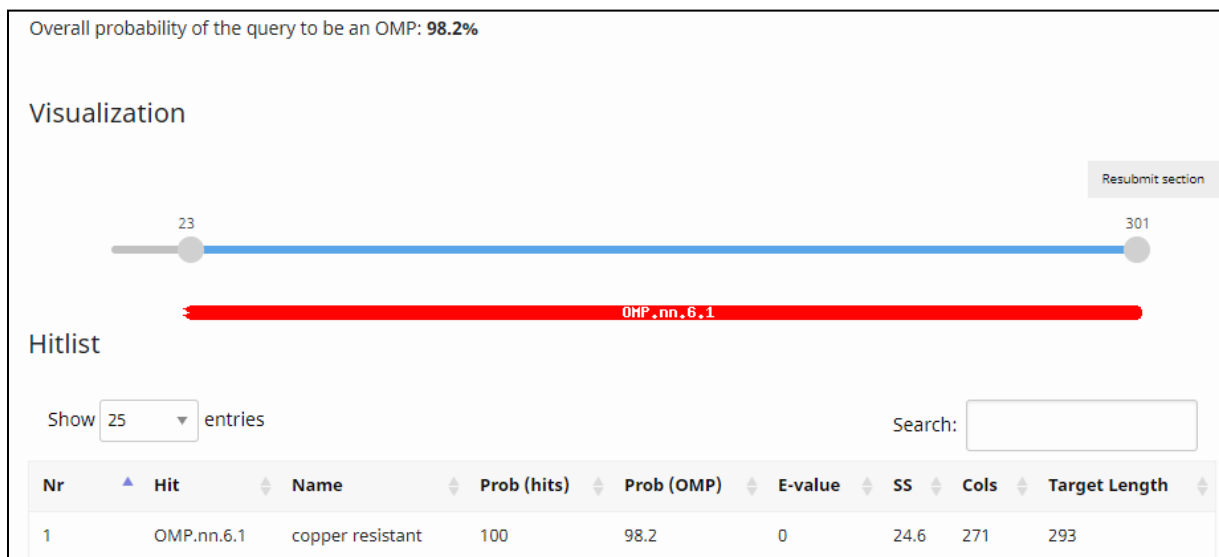 Overall probability of the query to be an OMP: 98.2%
Visualization
Resubmit section
23 301
OMP.nn.6.1
Hitlist
Show 25 entries Search:
Nr Hit Name Prob (hits) Prob (OMP) E-value SS Cols Target Length
1 OMP.nn.6.1 copper resistant 100 98.2 0 24.6 271 293